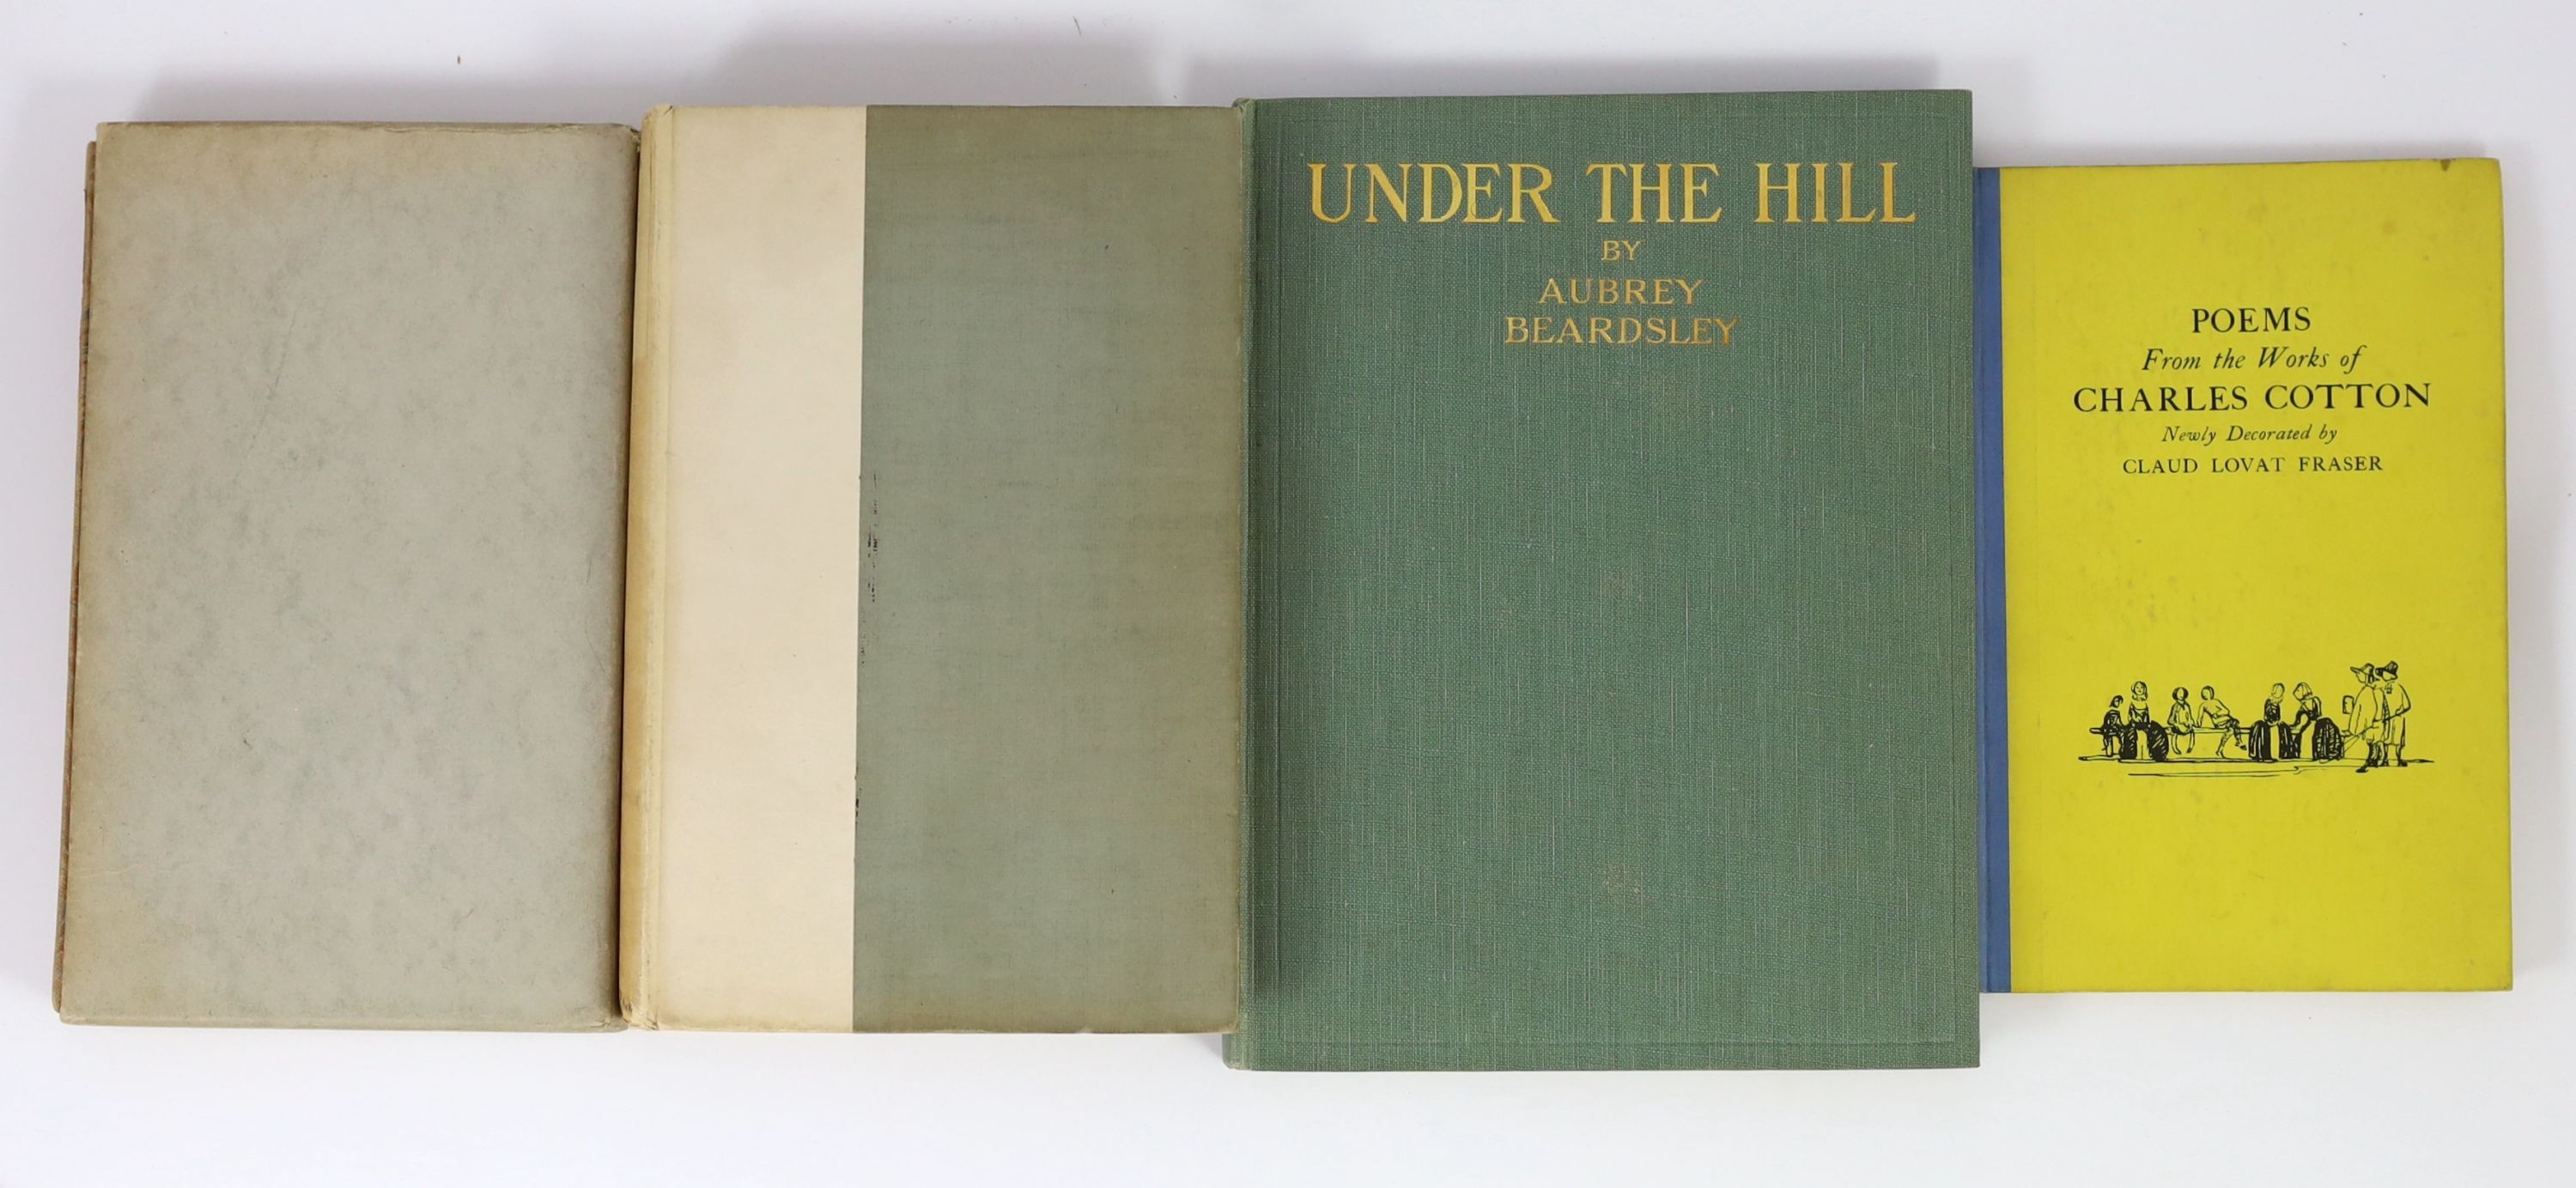 UNDER THE HILL
BY
AUBREY
BEARDSLEY
POEMS
From the Works of
CHARLES COTTON
Newly Decorated by
CLAUD LOVAT FRASER